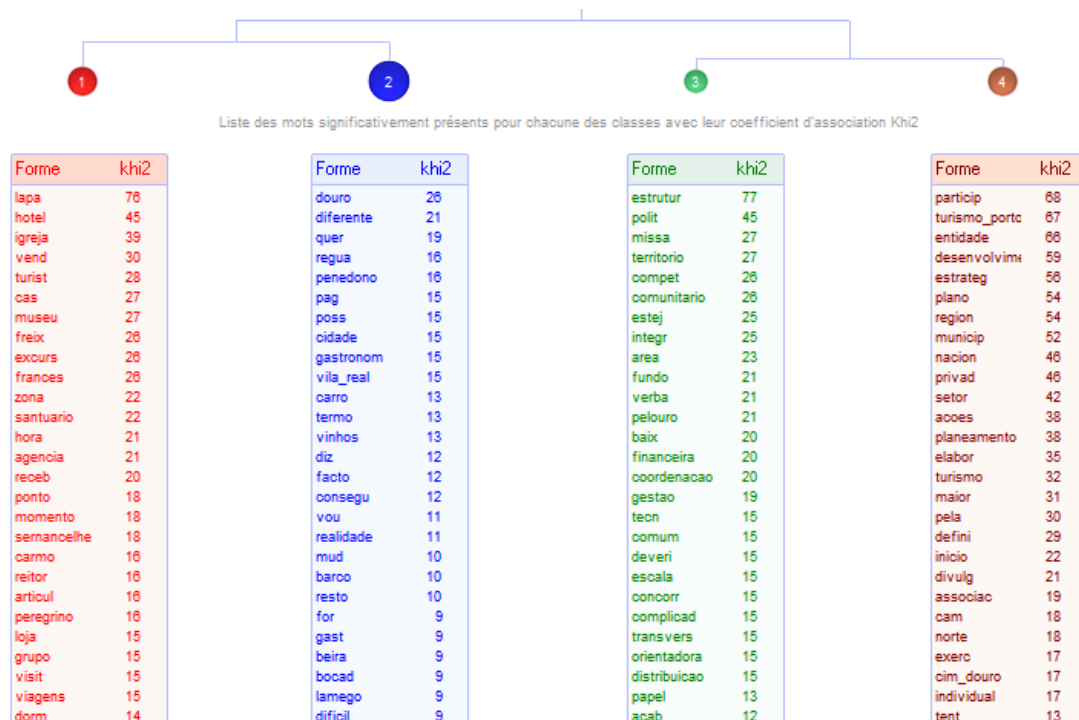 1 2 3 4
Liste des mots significativement présents pour chacune des classes avec leur coefficient d'association Khi2
Forme khi2
lapa 76
hotel 45
igreja 39
vend 30
turist 28
cas 27
museu 27
freix 26
excurs 26
frances 26
zona 22
santuario 22
hora 21
agencia 21
receb 20
ponto 18
momento 18
sernancelhe 18
carmo 16
reitor 16
articul 16
peregrino 16
loja 15
grupo 15
visit 15
viagens 15
dorm 14
Forme khi2
douro 26
diferente 21
quer 19
regua 16
penedono 16
pag 15
poss 15
cidade 15
gastronom 15
vila_real 15
carro 13
termo 13
vinhos 13
diz 12
facto 12
consegu 12
vou 11
realidade 11
mud 10
barco 10
resto 10
for 9
gast 9
beira 9
bocad 9
lamego 9
dificil 9
Forme khi2
estrutur 77
polit 45
missa 27
territorio 27
compet 26
comunitario 26
estej 25
integr 25
area 23
fundo 21
verba 21
pelouro 21
baix 20
financeira 20
coordenacao 20
gestao 19
tecn 15
comum 15
deveri 15
escala 15
concorr 15
complicad 15
transvers 15
orientadora 15
distribuicao 15
papel 13
acab 12
Forme khi2
particip 68
turismo_porto 67
entidade 66
desenvolvime 59
estrateg 56
plano 54
region 54
municip 52
nacion 46
privad 46
setor 42
acoes 38
planeamento 38
elabor 35
turismo 32
maior 31
pela 30
defini 29
inicio 22
divulg 21
associac 19
cam 18
norte 18
exerc 17
cim_douro 17
individual 17
tent 13